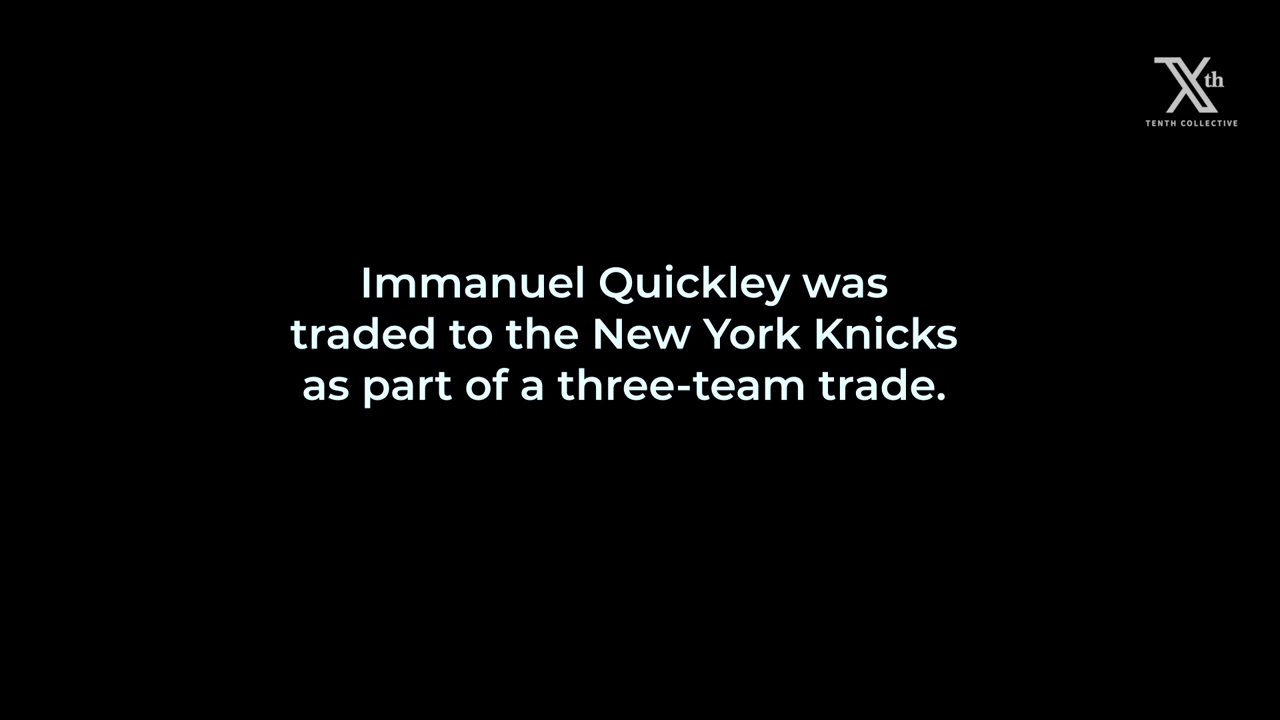 Xth
TENTH COLLECTIVE
Immanuel Quickley was
traded to the New York Knicks
as part of a three-team trade.